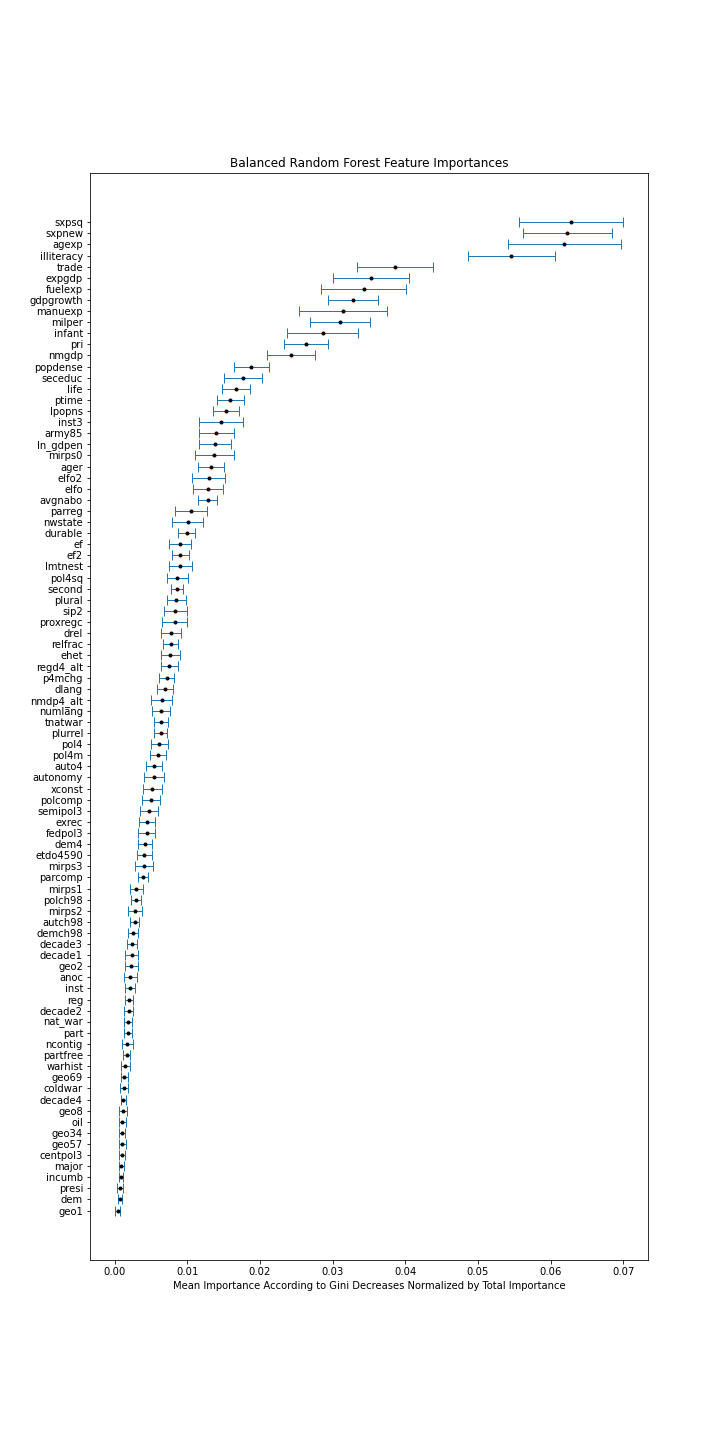 Balanced Random Forest Feature Importances
sxpsq
sxpnew
agexp
illiteracy
trade
expgdp
fuelexp
gdpgrowth
manuexp
milper
infant
pri
nmgdp
popdense
seceduc
life
ptime
lpopns
inst3
army85
ln_gdpen
mirps0
ager
elfo2
elfo
avgnabo
parreg
nwstate
durable
ef
ef2
lmtnest
pol4sq
second
plural
sip2
proxregc
drel
relfrac
ehet
regd4_alt
p4mchg
dlang
nmdp4_alt
numlang
tnatwar
plurrel
pol4
pol4m
auto4
autonomy
xconst
polcomp
semipol3
exrec
fedpol3
dem4
etdo4590
mirps3
parcomp
mirps1
polch98
mirps2
autch98
demch98
decade3
decade1
geo2
anoc
inst
reg
decade2
nat_war
part
ncontig
partfree
warhist
geo69
coldwar
decade4
geo8
oil
geo34
geo57
centpol3
major
incumb
presi
dem
geo1
0.00 0.01 0.02 0.03 0.04 0.05 0.06 0.07
Mean Importance According to Gini Decreases Normalized by Total Importance